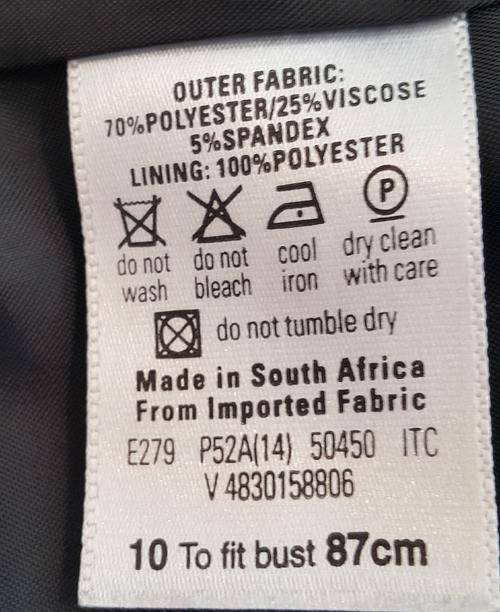 OUTER FABRIC:
70%POLYESTER/25%VISCOSE
5%SPANDEX
LINING: 100%POLYESTER
P
do not wash
do not bleach
cool iron
dry clean with care
do not tumble dry
Made in South Africa
From Imported Fabric
E279 P52A(14) 50450 ITC
V 4830158806
10 To fit bust 87cm